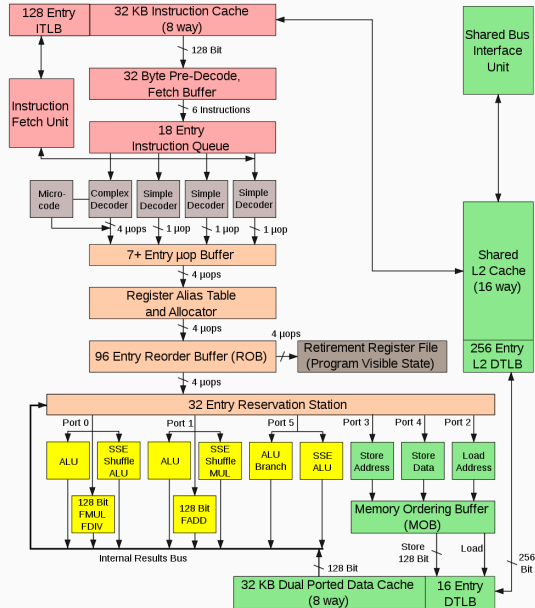 128 Entry
ITLB
32 KB Instruction Cache
(8 way)
Shared Bus
Interface
Unit
128 Bit
32 Byte Pre-Decode,
Fetch Buffer
Instruction
Fetch Unit
6 Instructions
18 Entry
Instruction Queue
Micro-
code
Complex
Decoder
Simple
Decoder
Simple
Decoder
Simple
Decoder
4 µops
1 µop
1 µop
1 µop
Shared
L2 Cache
(16 way)
7+ Entry µop Buffer
4 µops
Register Alias Table
and Allocator
4 µops
4 µops
96 Entry Reorder Buffer (ROB)
Retirement Register File
(Program Visible State)
256 Entry
L2 DTLB
4 µops
32 Entry Reservation Station
Port 0
Port 1
Port 5
Port 3
Port 4
Port 2
ALU
SSE
Shuffle
ALU
ALU
SSE
Shuffle
MUL
ALU
Branch
SSE
ALU
Store
Address
Store
Data
Load
Address
128 Bit
FMUL
FDIV
128 Bit
FADD
Memory Ordering Buffer
(MOB)
Internal Results Bus
Store
128 Bit
Load
256
Bit
128 Bit
32 KB Dual Ported Data Cache
(8 way)
16 Entry
DTLB